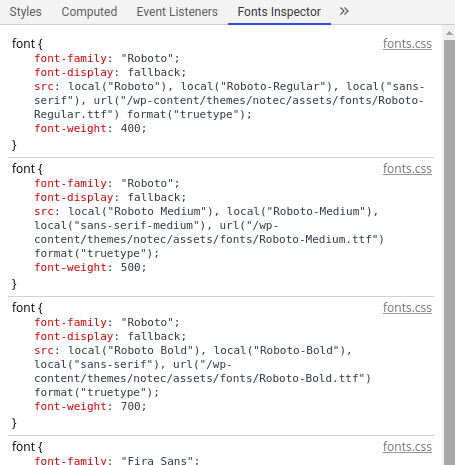 Styles Computed Event Listeners Fonts Inspector »
font { fonts.css
font-family: "Roboto";
font-display: fallback;
src: local("Roboto"), local("Roboto-Regular"), local("sans-
serif"), url("/wp-content/themes/notec/assets/fonts/Roboto-
Regular.ttf") format("truetype");
font-weight: 400;
}
font { fonts.css
font-family: "Roboto";
font-display: fallback;
src: local("Roboto Medium"), local("Roboto-Medium"),
local("sans-serif-medium"), url("/wp-
content/themes/notec/assets/fonts/Roboto-Medium.ttf")
format("truetype");
font-weight: 500;
}
font { fonts.css
font-family: "Roboto";
font-display: fallback;
src: local("Roboto Bold"), local("Roboto-Bold"),
local("sans-serif"), url("/wp-
content/themes/notec/assets/fonts/Roboto-Bold.ttf")
format("truetype");
font-weight: 700;
}
font { fonts.css
font-family: "Fira Sans";